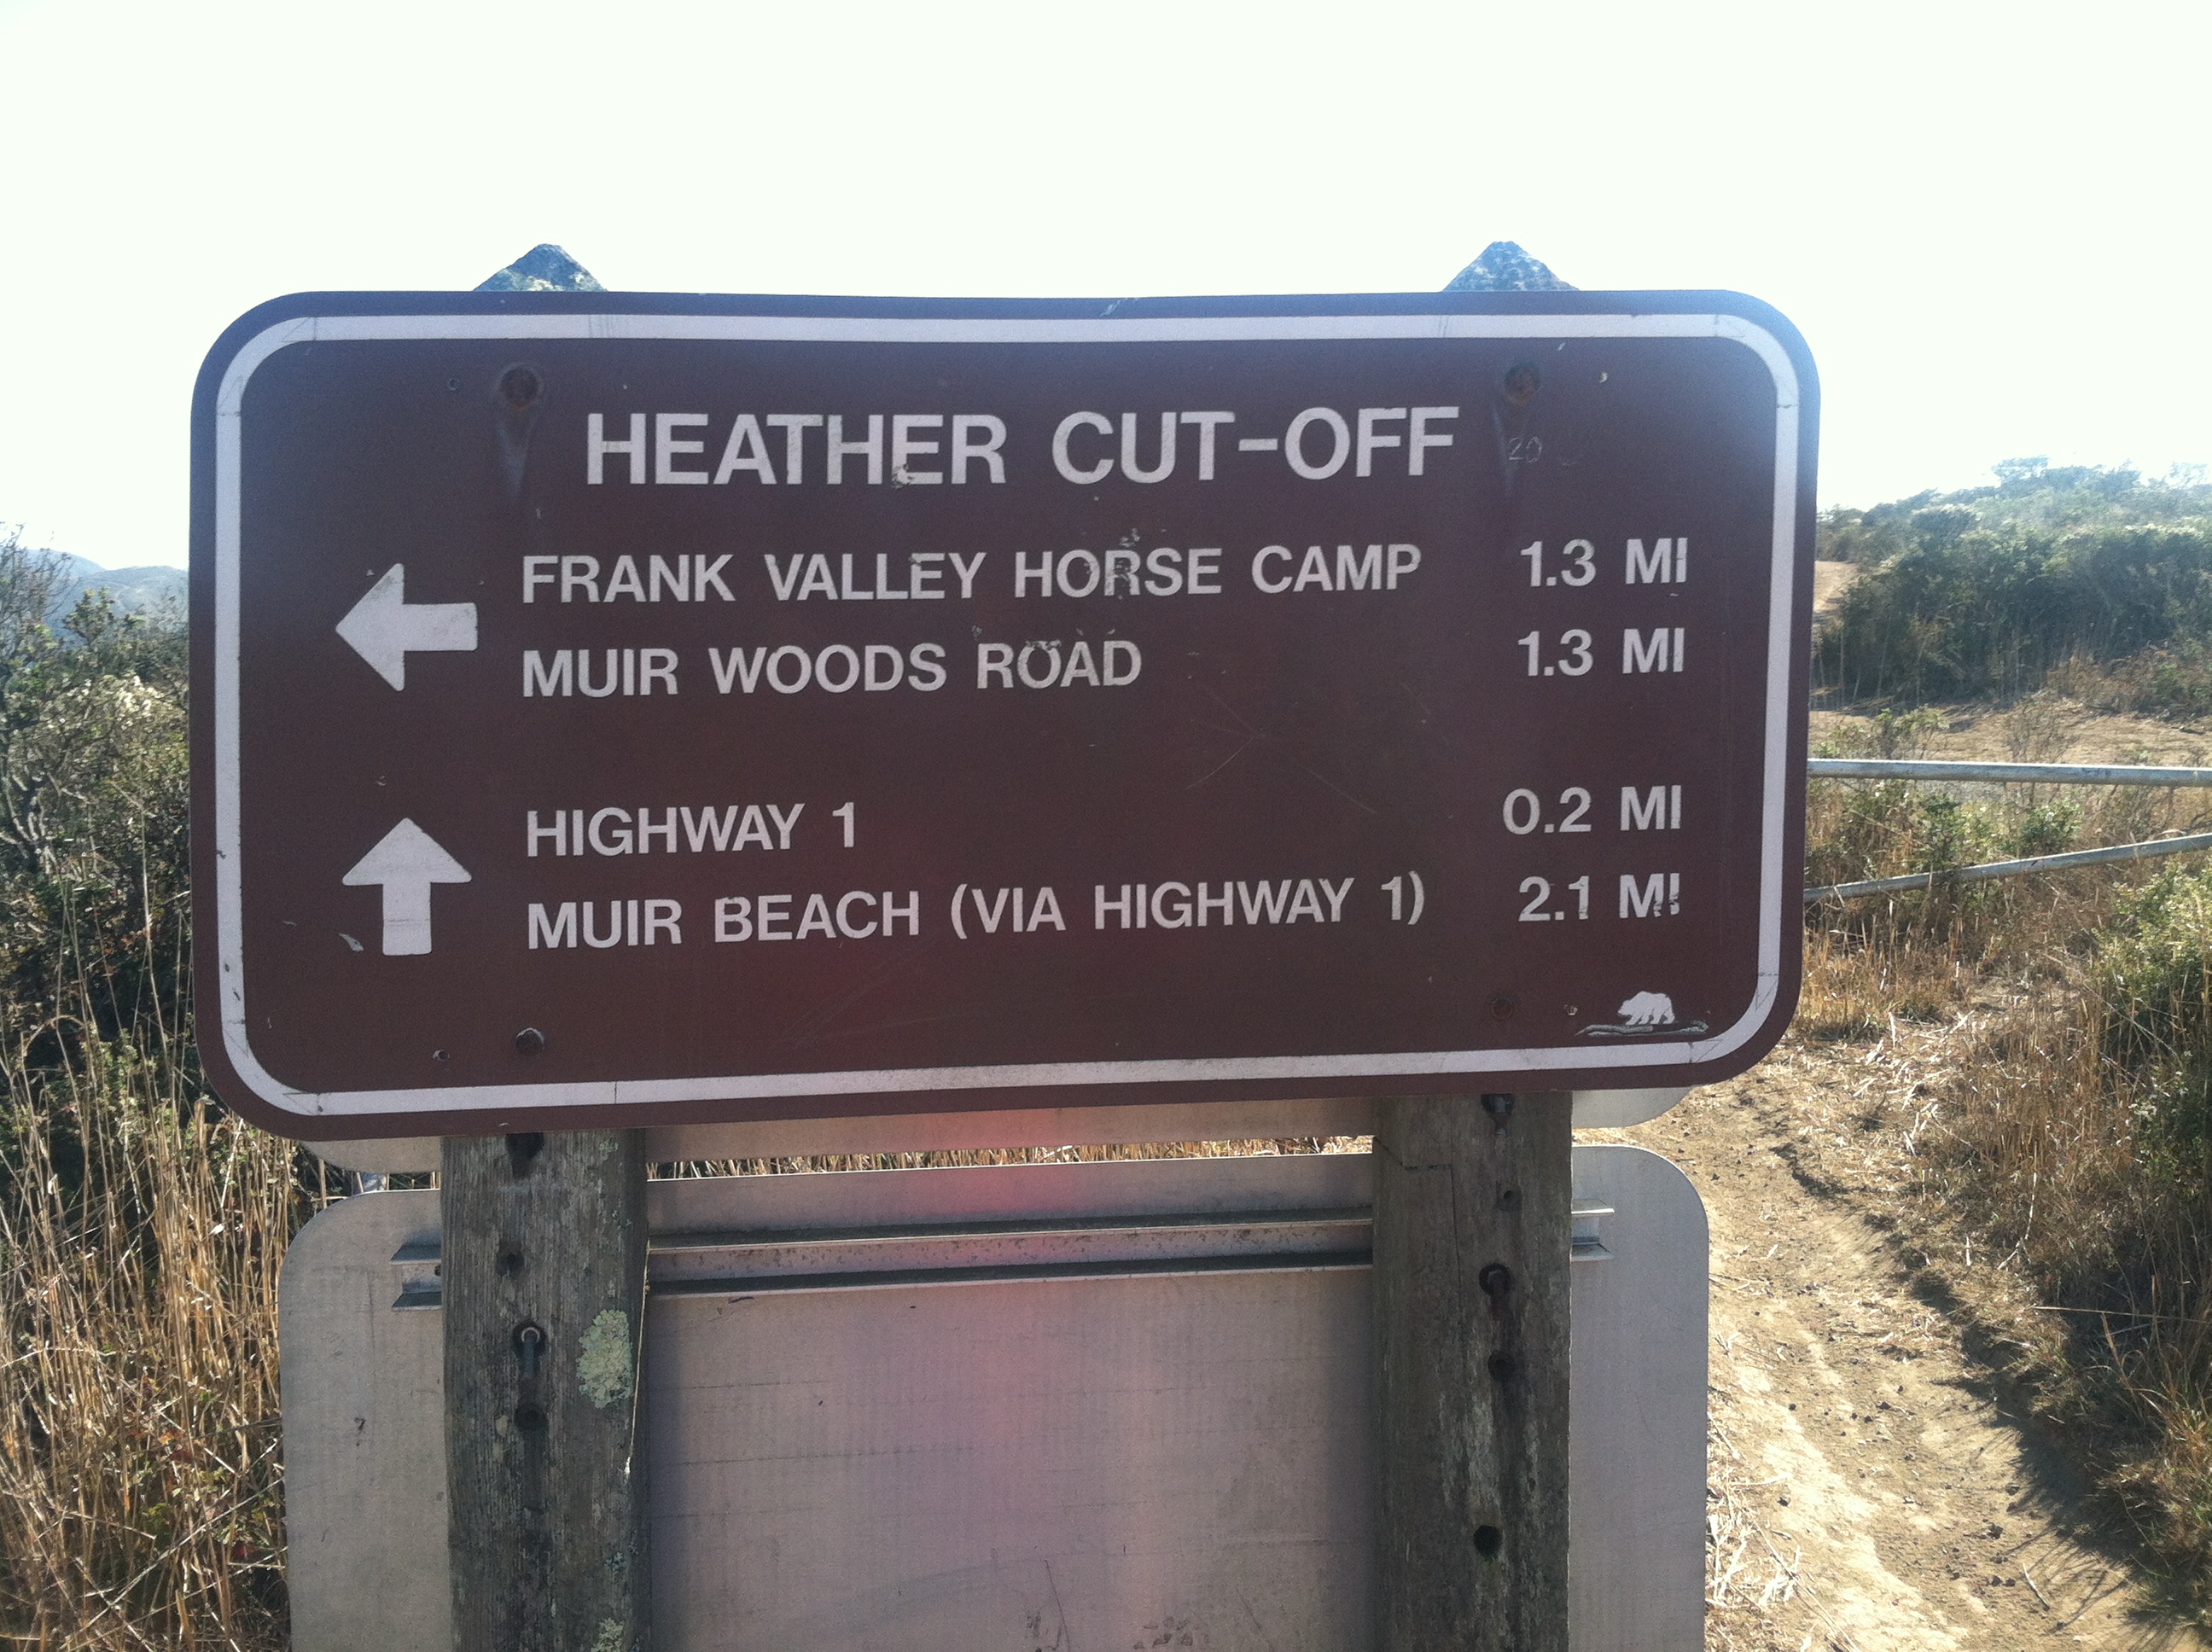 HEATHER CUT-OFF
FRANK VALLEY HORSE CAMP 1.3 MI
MUIR WOODS ROAD 1.3 MI
HIGHWAY 1 0.2 MI
MUIR BEACH (VIA HIGHWAY 1) 2.1 MI